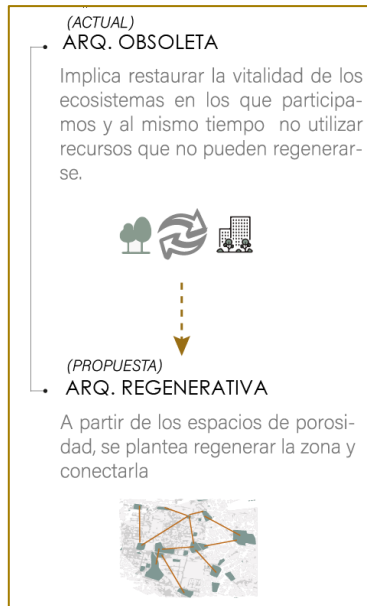 (ACTUAL)
ARQ. OBSOLETA
Implica restaurar la vitalidad de los
ecosistemas en los que participa-
mos y al mismo tiempo no utilizar
recursos que no pueden regenerar-
se.
(PROPUESTA)
ARQ. REGENERATIVA
A partir de los espacios de porosi-
dad, se plantea regenerar la zona y
conectarla